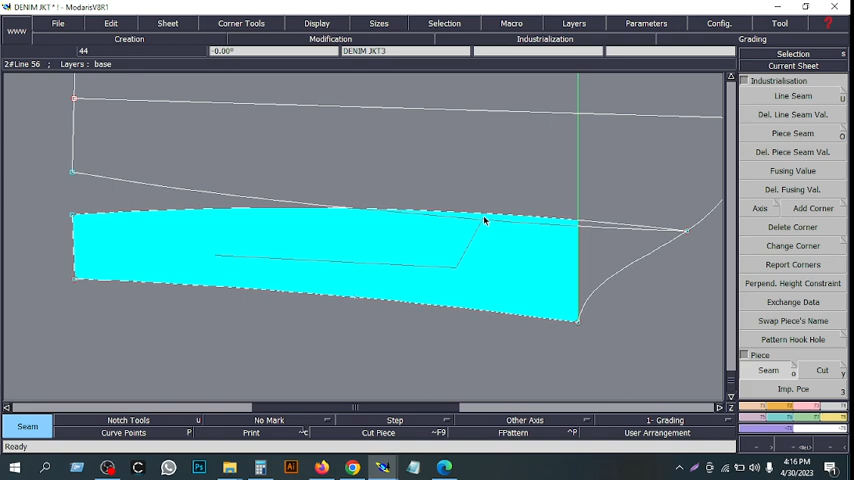 DENIM JKT * ! - ModarisV8R1
www File Edit Sheet Corner Tools Display Sizes Selection Macro Layers Parameters Config. Tool ?
Creation Modification Industrialization Grading
44 -0.00° DENIM JKT3
2#Line 56 ; Layers : base
Selection s
Current Sheet
Industrialisation
Line Seam U
Del. Line Seam Val.
Piece Seam O
Del. Piece Seam Val.
Fusing Value
Del. Fusing Val.
Axis Add Corner
Delete Corner
Change Corner
Report Corners
Perpend. Height Constraint
Exchange Data
Swap Piece's Name
Pattern Hook Hole
Piece
Seam o Cut y
Imp. Pce 3
Z
Seam Notch Tools u No Mark Step Other Axis 1- Grading
Curve Points P Print ~c Cut Piece ~F9 FPattern ^P User Arrangement
Ready
4:16 PM
4/30/2023